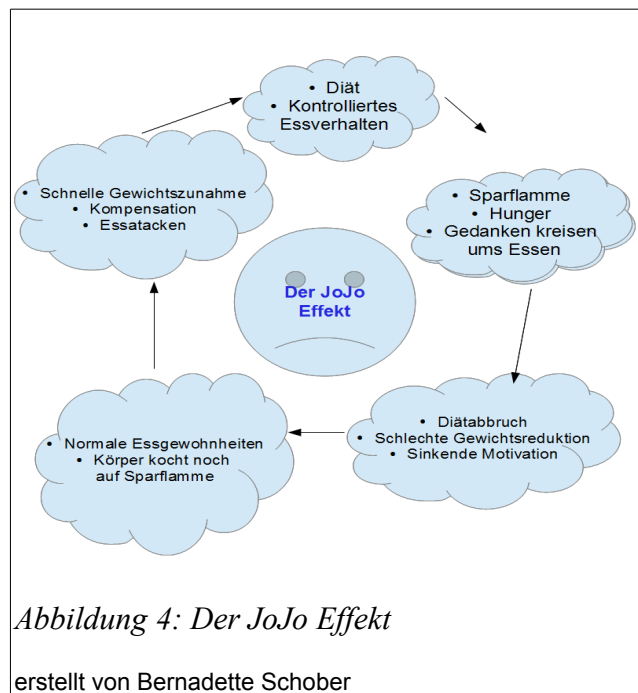 • Diät
• Kontrolliertes
Essverhalten
• Sparflamme
• Hunger
• Gedanken kreisen
ums Essen
• Diätabbruch
• Schlechte Gewichtsreduktion
• Sinkende Motivation
• Normale Essgewohnheiten
• Körper kocht noch
auf Sparflamme
• Schnelle Gewichtszunahme
• Kompensation
• Essatacken
Der JoJo
Effekt
Abbildung 4: Der JoJo Effekt
erstellt von Bernadette Schober